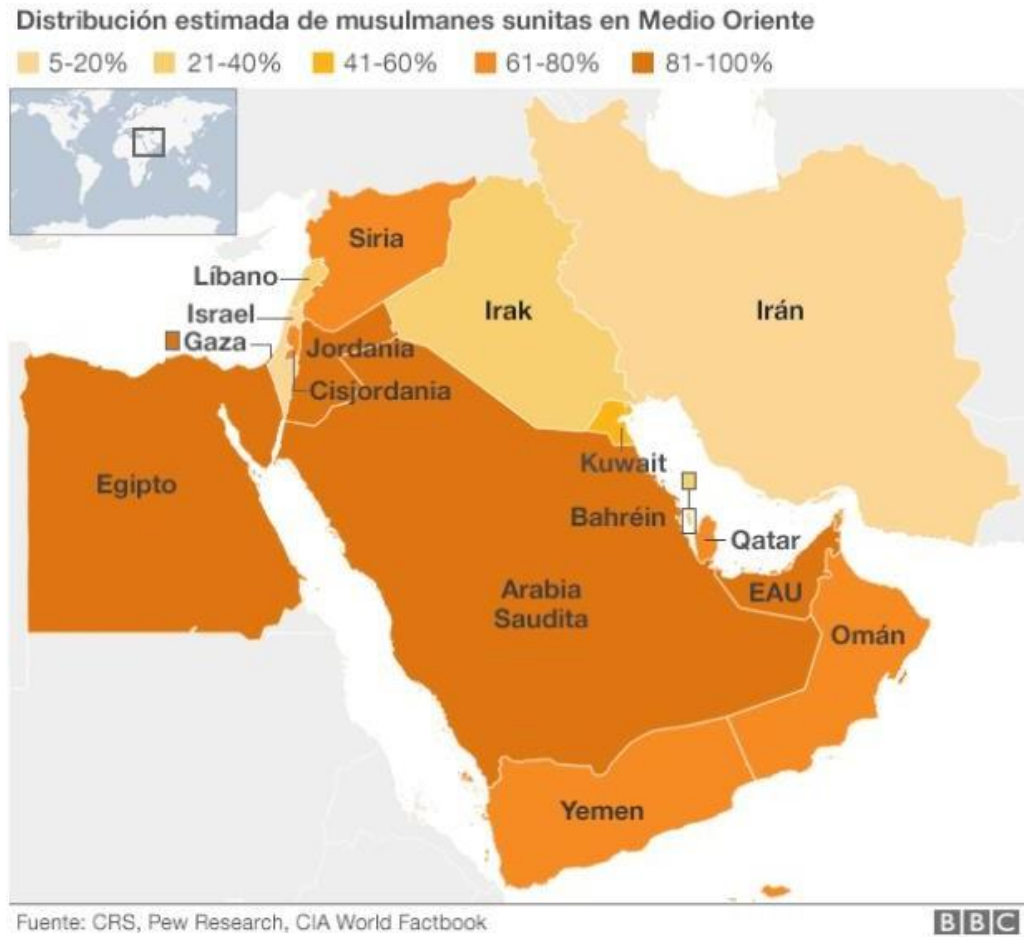 Distribución estimada de musulmanes sunitas en Medio Oriente
5-20% 21-40% 41-60% 61-80% 81-100%
Siria
Líbano
Irak
Irán
Israel
Gaza
Jordania
Cisjordania
Kuwait
Egipto
Bahréin
Qatar
Arabia
Saudita
EAU
Omán
Yemen
Fuente: CRS, Pew Research, CIA World Factbook
BBC